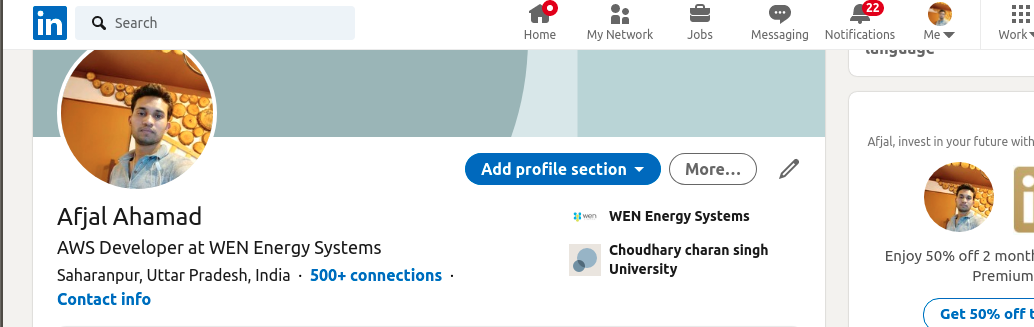 in
Search
Home
My Network
Jobs
Messaging
22
Notifications
Me
Work
language
Afjal, invest in your future with
Add profile section
More...
Afjal Ahamad
AWS Developer at WEN Energy Systems
Saharanpur, Uttar Pradesh, India · 500+ connections ·
Contact info
wen
WEN Energy Systems
Choudhary charan singh
University
Enjoy 50% off 2 mont
Premium
Get 50% off t